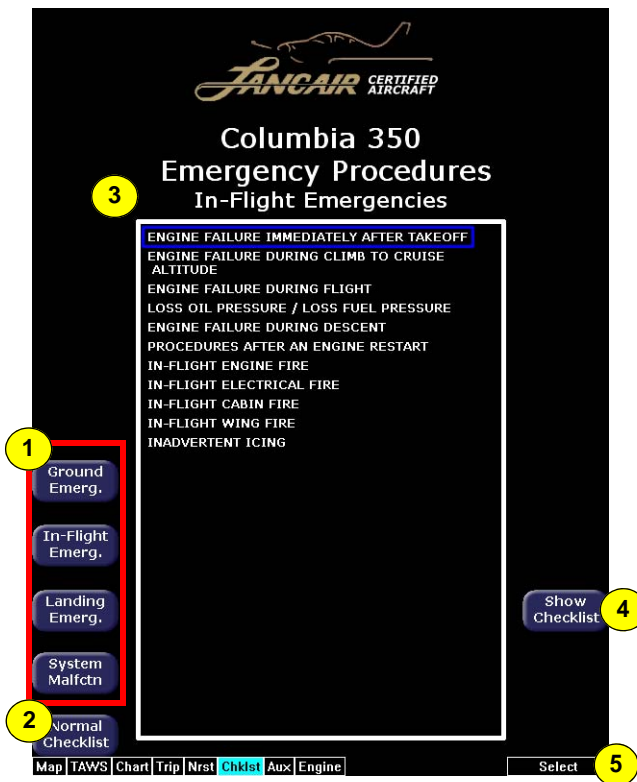 LANCAIR CERTIFIED
AIRCRAFT
Columbia 350
Emergency Procedures
In-Flight Emergencies
3
ENGINE FAILURE IMMEDIATELY AFTER TAKEOFF
ENGINE FAILURE DURING CLIMB TO CRUISE
ALTITUDE
ENGINE FAILURE DURING FLIGHT
LOSS OIL PRESSURE / LOSS FUEL PRESSURE
ENGINE FAILURE DURING DESCENT
PROCEDURES AFTER AN ENGINE RESTART
IN-FLIGHT ENGINE FIRE
IN-FLIGHT ELECTRICAL FIRE
IN-FLIGHT CABIN FIRE
IN-FLIGHT WING FIRE
INADVERTENT ICING
1
Ground
Emerg.
In-Flight
Emerg.
Landing
Emerg.
System
Malfctn
2
Normal
Checklist
Show
Checklist
4
Map TAWS Chart Trip Nrst Chklst Aux Engine
Select
5